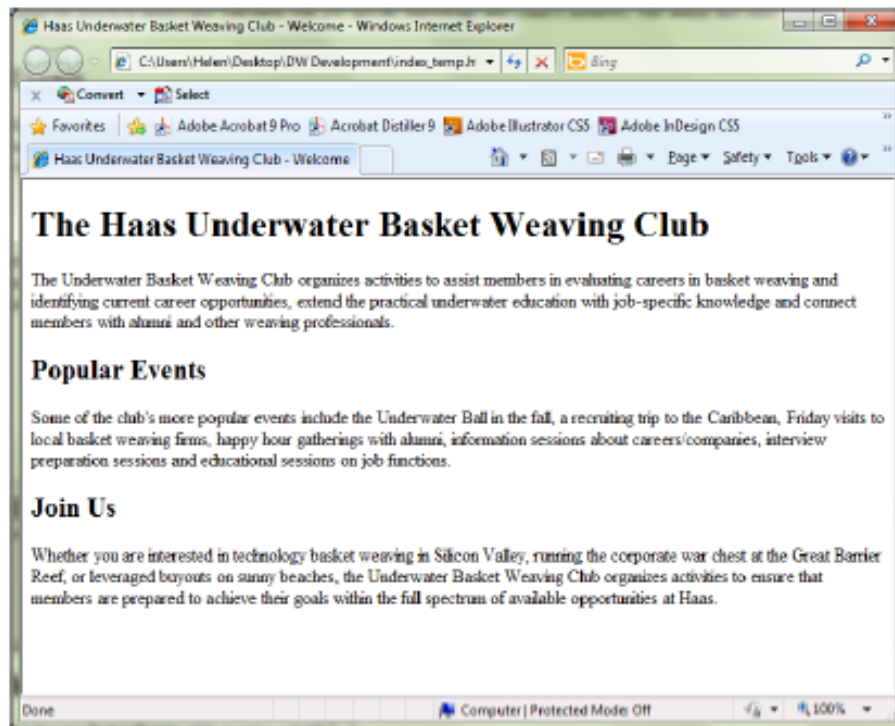 Haas Underwater Basket Weaving Club - Welcome - Windows Internet Explorer
C:\Users\Helen\Desktop\DW Development\index_temp.h
Bing
Convert Select
Favorites Adobe Acrobat 9 Pro Acrobat Distiller 9 Adobe Illustrator CS5 Adobe InDesign CS5
Haas Underwater Basket Weaving Club - Welcome Page Safety Tools
The Haas Underwater Basket Weaving Club
The Underwater Basket Weaving Club organizes activities to assist members in evaluating careers in basket weaving and
identifying current career opportunities, extend the practical underwater education with job-specific knowledge and connect
members with alumni and other weaving professionals.
Popular Events
Some of the club's more popular events include the Underwater Ball in the fall, a recruiting trip to the Caribbean, Friday visits to
local basket weaving firms, happy hour gatherings with alumni, information sessions about careers/companies, interview
preparation sessions and educational sessions on job functions.
Join Us
Whether you are interested in technology basket weaving in Silicon Valley, running the corporate war chest at the Great Barrier
Reef, or leveraged buyouts on sunny beaches, the Underwater Basket Weaving Club organizes activities to ensure that
members are prepared to achieve their goals within the full spectrum of available opportunities at Haas.
Done Computer | Protected Mode: Off 100%